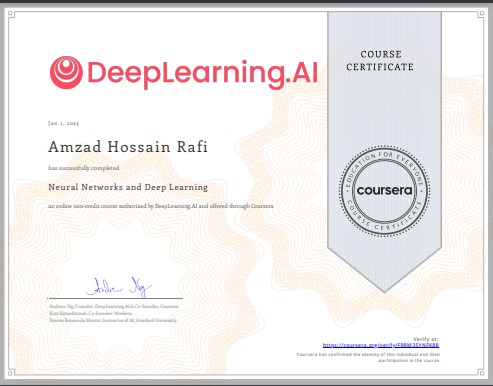 DeepLearning.AI
COURSE
CERTIFICATE
Jan 1, 2023
Amzad Hossain Rafi
has successfully completed
Neural Networks and Deep Learning
an online non-credit course authorized by DeepLearning.AI and offered through Coursera
EDUCATION FOR EVERYONE
coursera
COURSE CERTIFICATE
Andrew Ng
Andrew Ng, Founder, DeepLearning.AI & Co-founder, Coursera
Kian Katanforoosh, Co-founder, Workera
Younes Bensouda Mourri, Instructor of AI, Stanford University
Verify at:
https://coursera.org/verify/
Coursera has confirmed the identity of this individual and their
participation in the course.